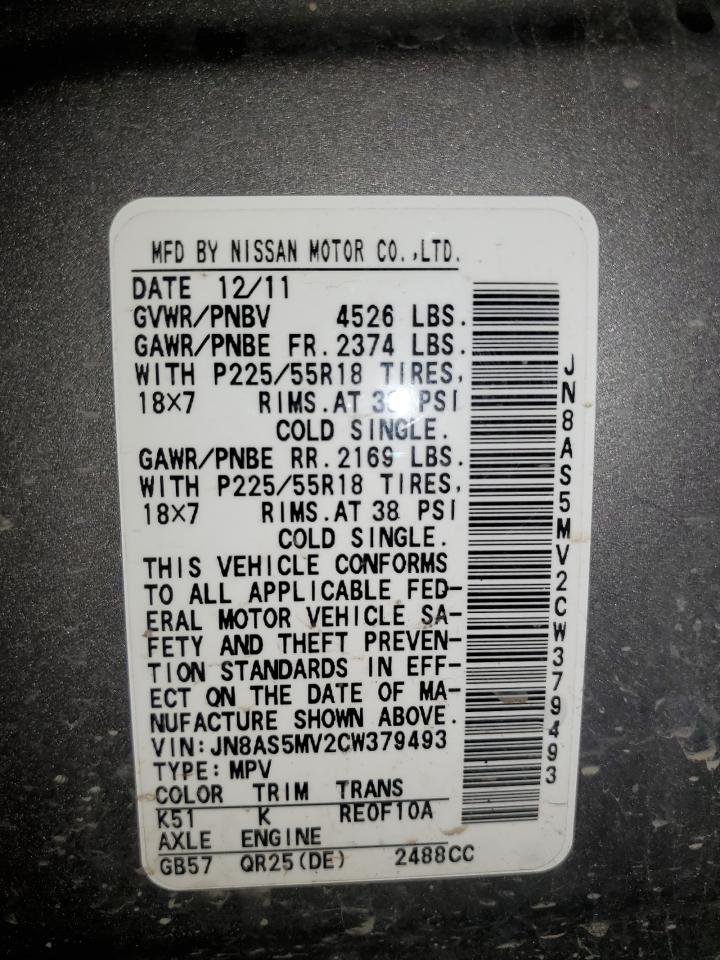 MFD BY NISSAN MOTOR CO.,LTD.
DATE 12/11
GVWR/PNBV 4526 LBS.
GAWR/PNBE FR. 2374 LBS.
WITH P225/55R18 TIRES,
18X7 RIMS.AT PSI
COLD SINGLE.
GAWR/PNBE RR. 2169 LBS.
WITH P225/55R18 TIRES,
18X7 RIMS.AT 38 PSI
COLD SINGLE.
THIS VEHICLE CONFORMS
TO ALL APPLICABLE FED-
ERAL MOTOR VEHICLE SA-
FETY AND THEFT PREVEN-
TION STANDARDS IN EFF-
ECT ON THE DATE OF MA-
NUFACTURE SHOWN ABOVE.
VIN:JN8AS5MV2CW379493
TYPE:MPV
COLOR TRIM TRANS
K51 K RE0F10A
AXLE ENGINE
GB57 QR25(DE) 2488CC
JN8AS5MV2CW379493